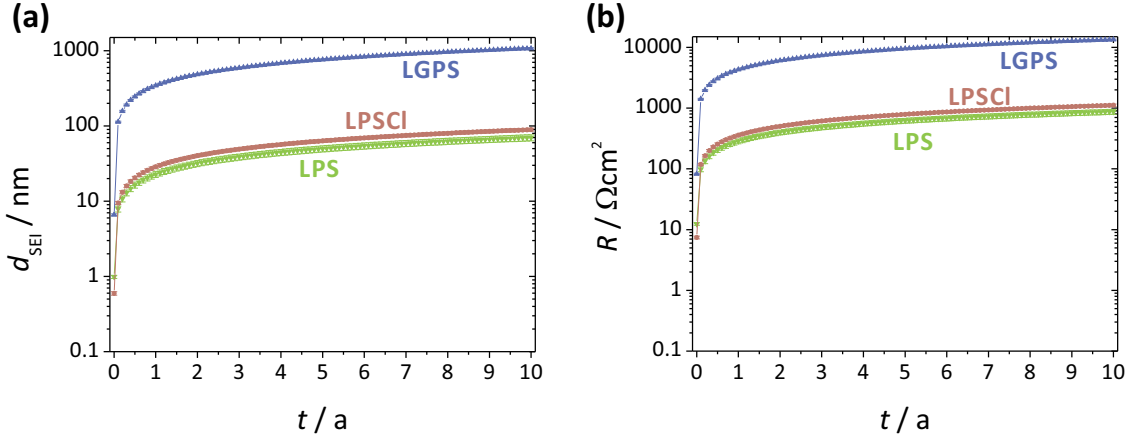 (a)
1000
100
10
1
0.1
d_SEI / nm
LGPS
LPSCl
LPS
0 1 2 3 4 5 6 7 8 9 10
t / a
(b)
10000
1000
100
10
1
0.1
R / Ωcm²
LGPS
LPSCl
LPS
0 1 2 3 4 5 6 7 8 9 10
t / a